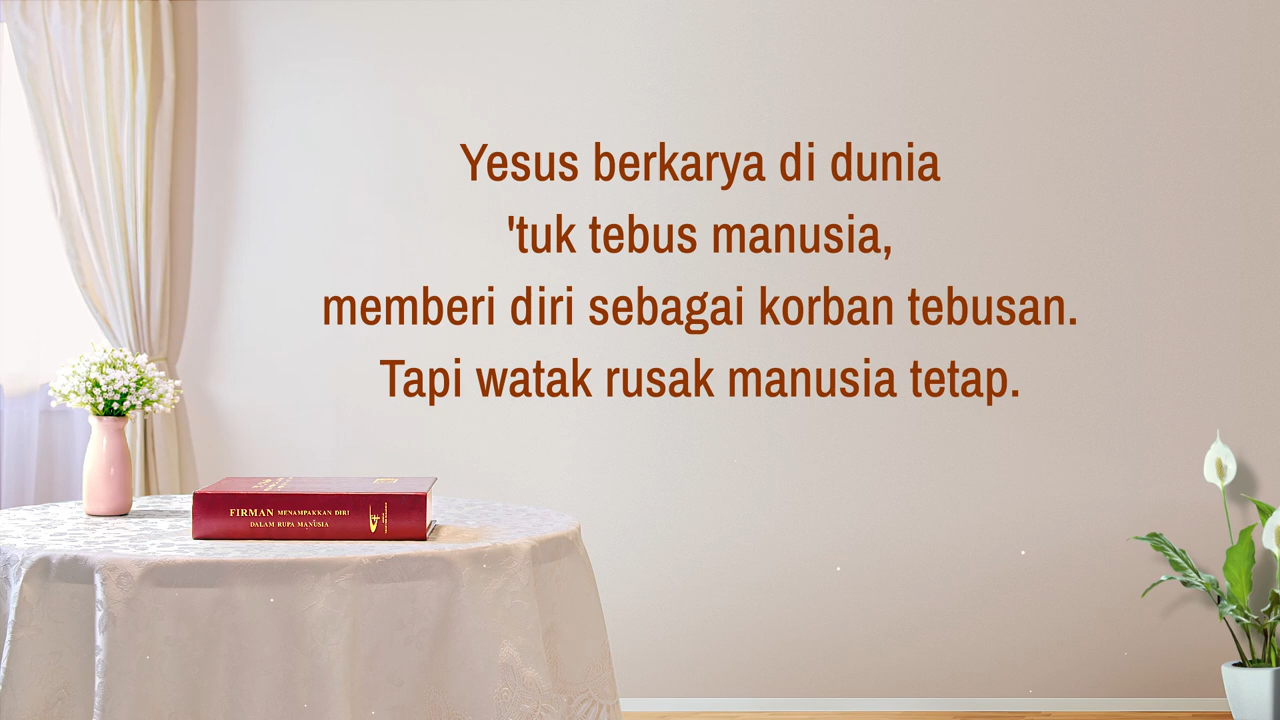 Yesus berkarya di dunia
'tuk tebus manusia,
memberi diri sebagai korban tebusan.
Tapi watak rusak manusia tetap.
FIRMAN MENAMPAKKAN DIRI
DALAM RUPA MANUSIA